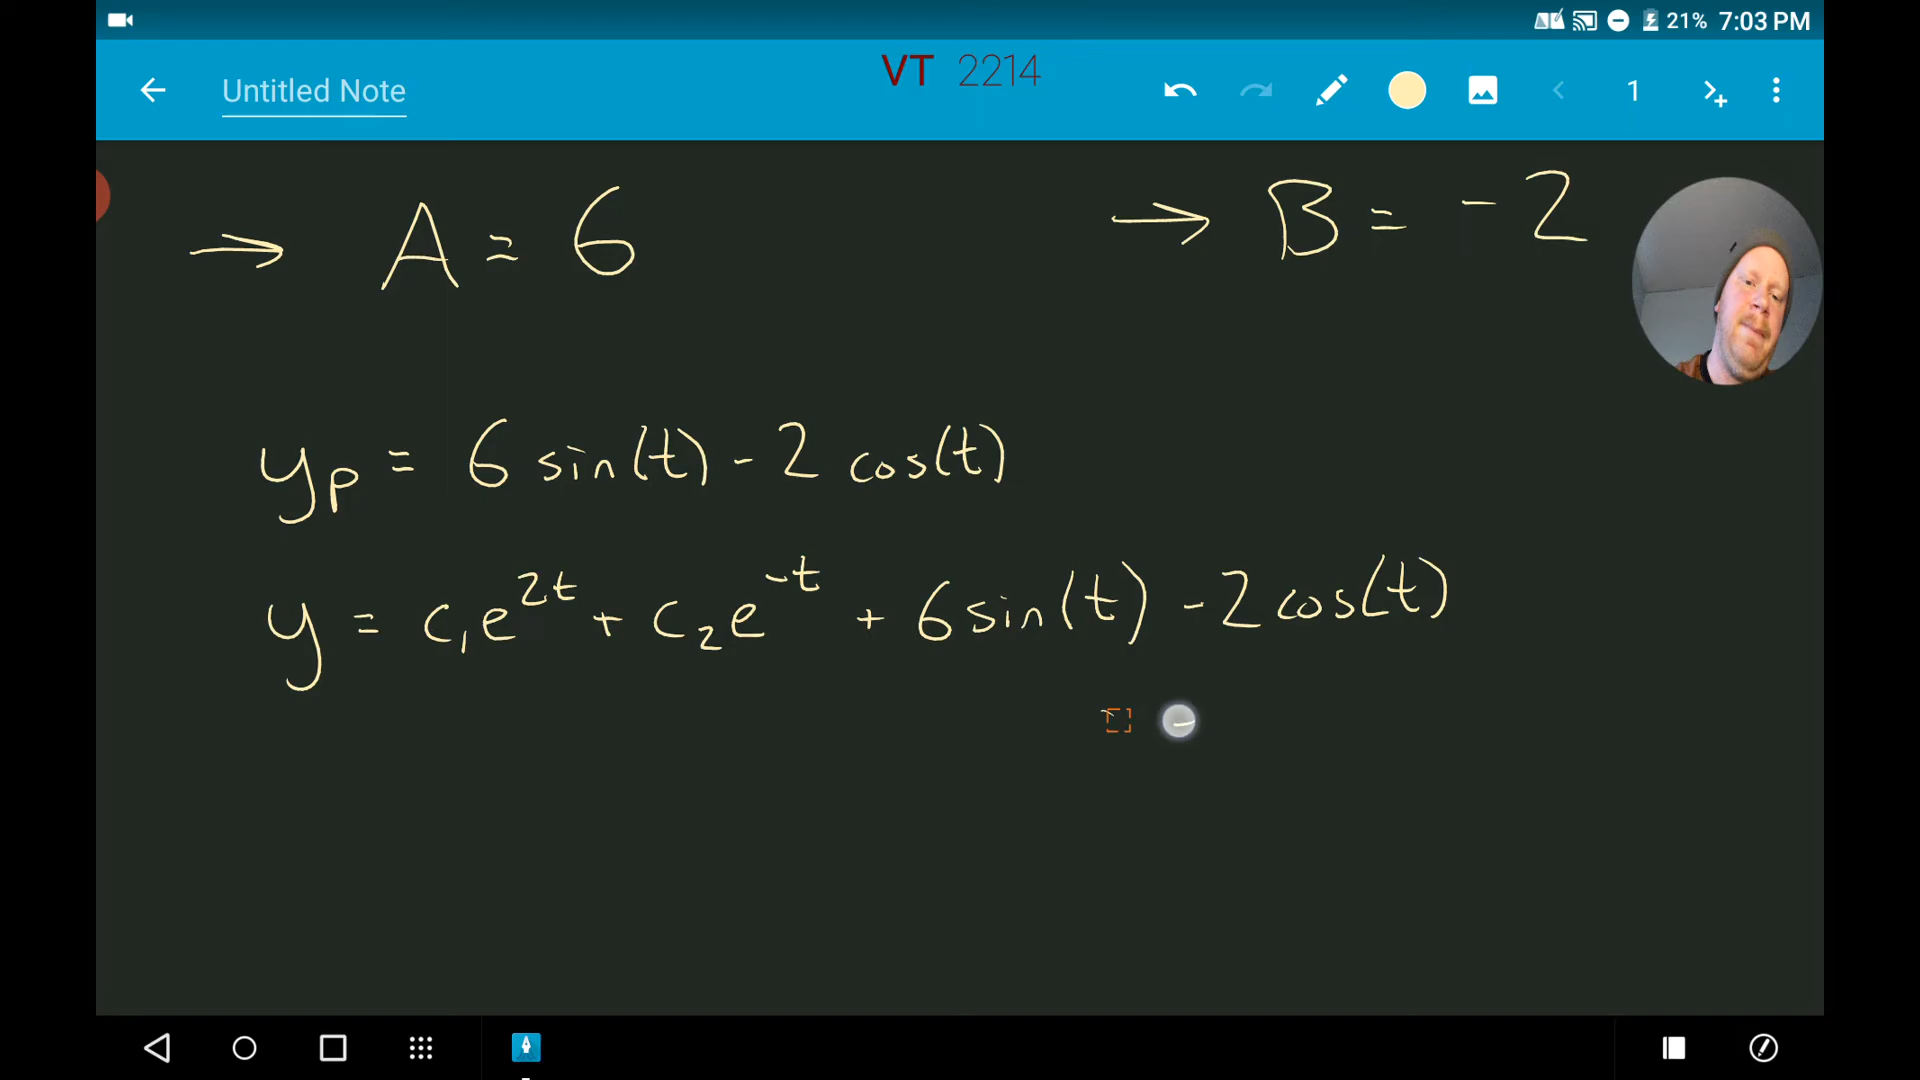 21% 7:03 PM
Untitled Note VT 2214 1
→ A = 6 → B = -2
y_p = 6 sin(t) - 2 cos(t)
y = c₁e^{2t} + c₂e^{-t} + 6 sin(t) - 2 cos(t)